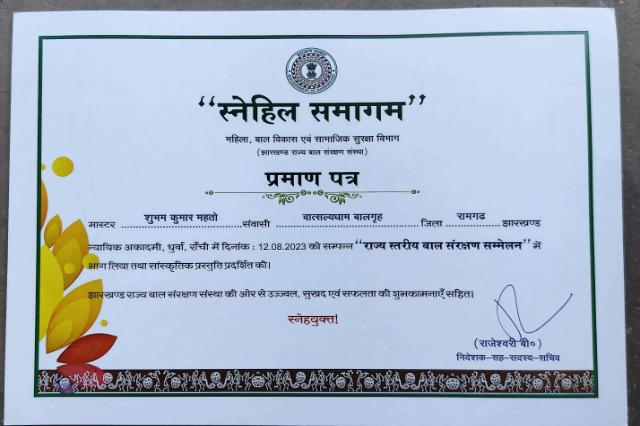 “स्नेहिल समागम”
महिला, बाल विकास एवं सामाजिक सुरक्षा विभाग
(झारखण्ड राज्य बाल संरक्षण संस्था)
प्रमाण पत्र
मास्टर शुभम कुमार महतो संवासी वात्सल्यधाम बालगृह जिला रामगढ झारखण्ड
न्यायिक अकादमी, धुर्वा, राँची में दिनांक : 12.08.2023 को सम्पन्न “राज्य स्तरीय बाल संरक्षण सम्मेलन” में
भाग लिया तथा सांस्कृतिक प्रस्तुति प्रदर्शित की।
झारखण्ड राज्य बाल संरक्षण संस्था की ओर से उज्ज्वल, सुखद एवं सफलता की शुभकामनाएँ सहित।
स्नेहयुक्त!
(राजेश्वरी बी०)
निदेशक-सह-सदस्य-सचिव